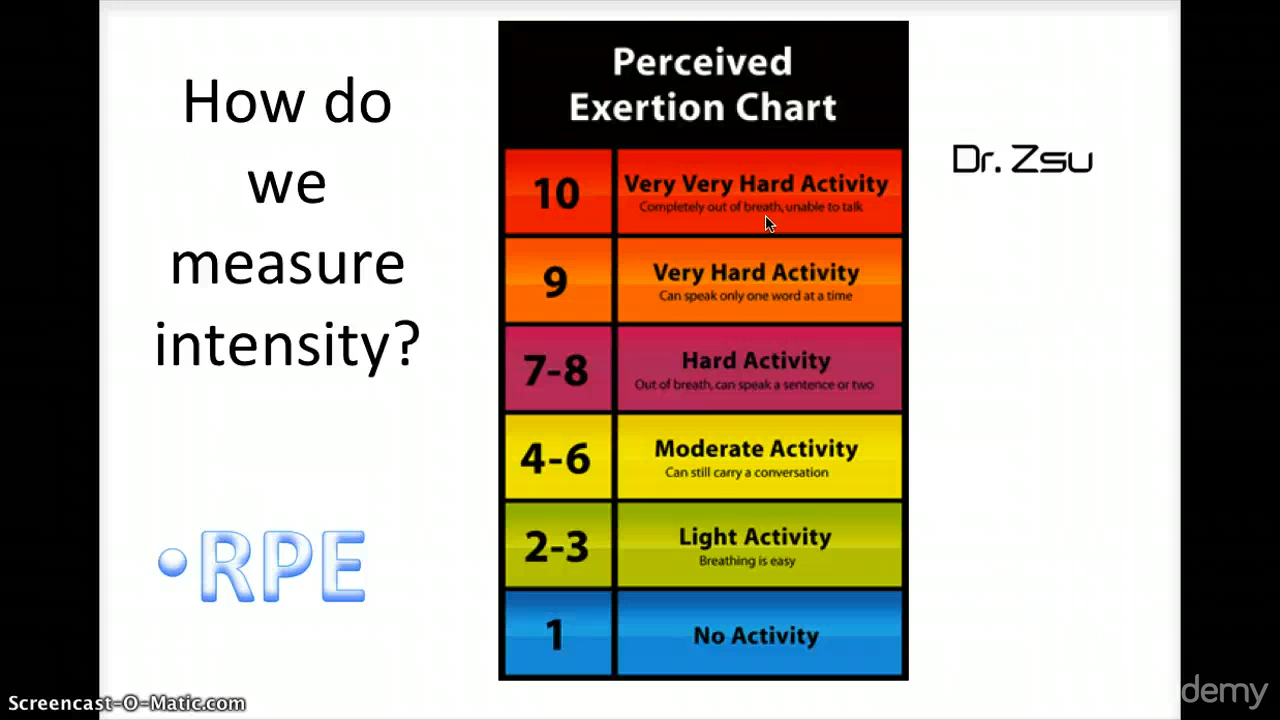 How do
we
measure
intensity?
•RPE
Perceived
Exertion Chart
10
Very Very Hard Activity
Completely out of breath, unable to talk
9
Very Hard Activity
Can speak only one word at a time
7-8
Hard Activity
Out of breath, can speak a sentence or two
4-6
Moderate Activity
Can still carry a conversation
2-3
Light Activity
Breathing is easy
1
No Activity
Dr. Zsu
Screencast-O-Matic.com
demy